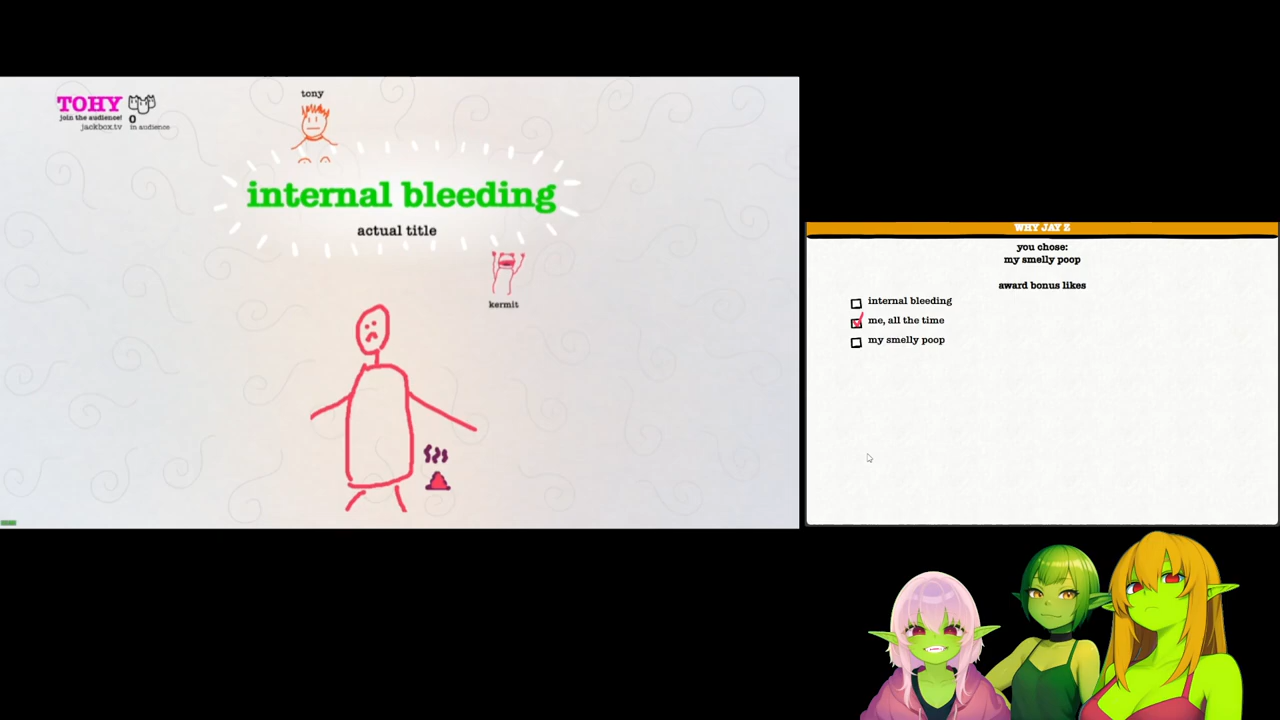 TOHY
join the audience!
jackbox.tv
0
in audience
tony
internal bleeding
actual title
kermit
WHY JAY Z
you chose:
my smelly poop
award bonus likes
internal bleeding
me, all the time
my smelly poop